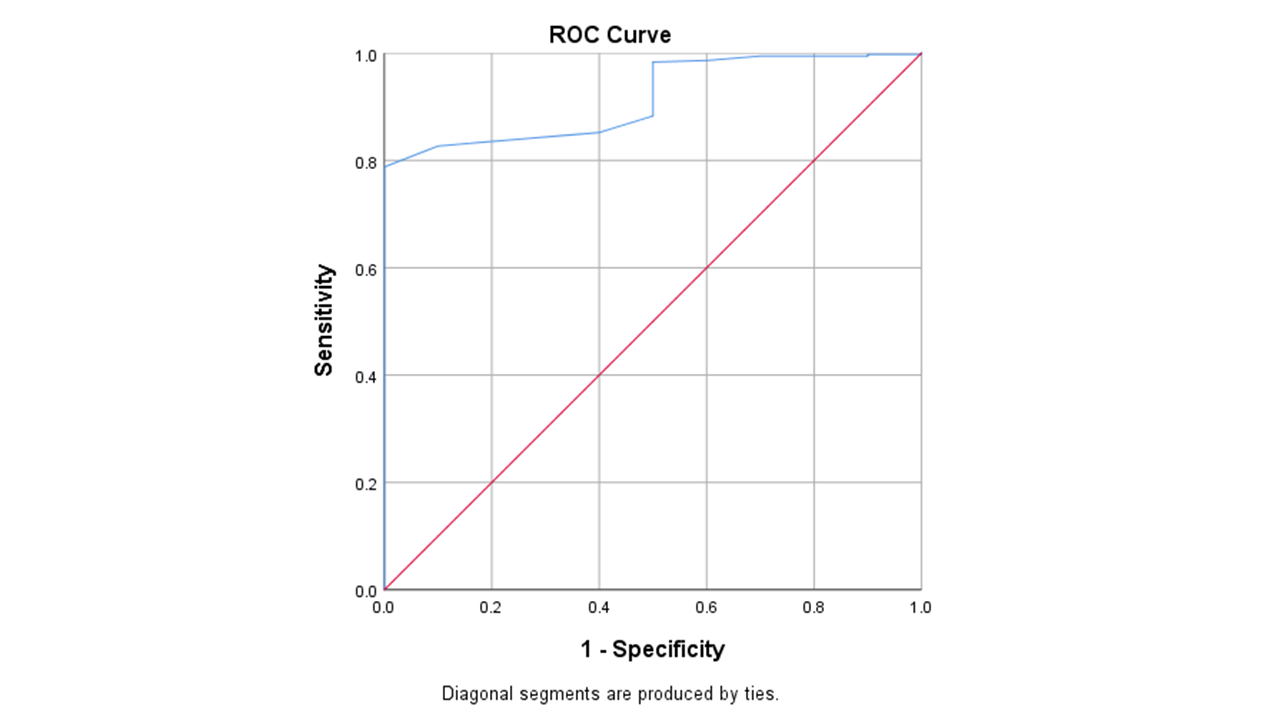 ROC Curve
1.0
0.8
0.6
0.4
0.2
0.0
Sensitivity
0.0 0.2 0.4 0.6 0.8 1.0
1 - Specificity
Diagonal segments are produced by ties.